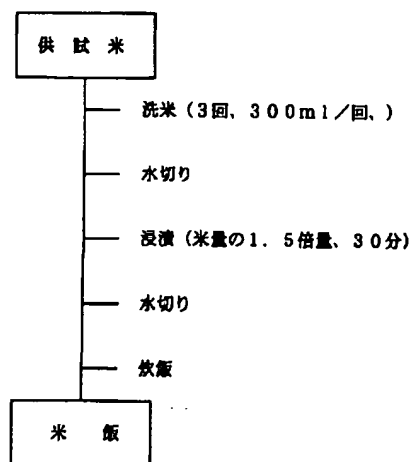 供 試 米
洗米（3回、３００ｍｌ／回、）
水切り
浸漬（米量の１．５倍量、３０分）
水切り
炊飯
米 飯